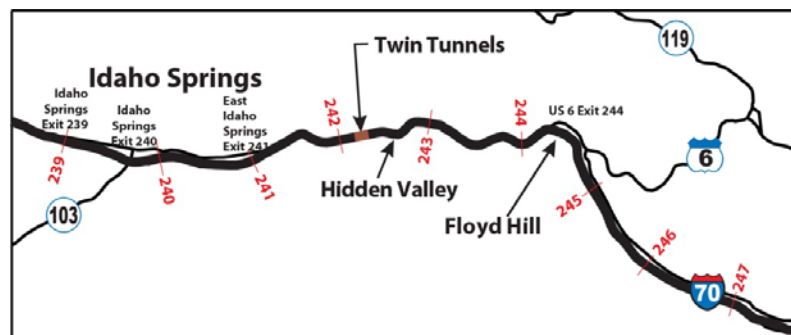 119
Twin Tunnels
Idaho Springs
Idaho
Springs
Exit 239
Idaho
Springs
Exit 240
East
Idaho
Springs
Exit 241
242
244
US 6 Exit 244
6
239
240
241
243
Hidden Valley
Floyd Hill
245
103
246
247
70